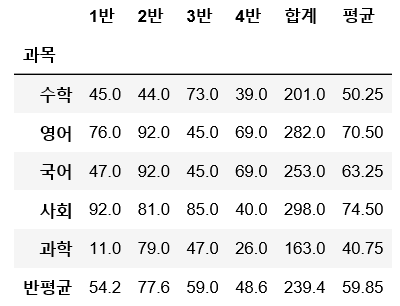 1반 2반 3반 4반 합계 평균
과목
수학 45.0 44.0 73.0 39.0 201.0 50.25
영어 76.0 92.0 45.0 69.0 282.0 70.50
국어 47.0 92.0 45.0 69.0 253.0 63.25
사회 92.0 81.0 85.0 40.0 298.0 74.50
과학 11.0 79.0 47.0 26.0 163.0 40.75
반평균 54.2 77.6 59.0 48.6 239.4 59.85